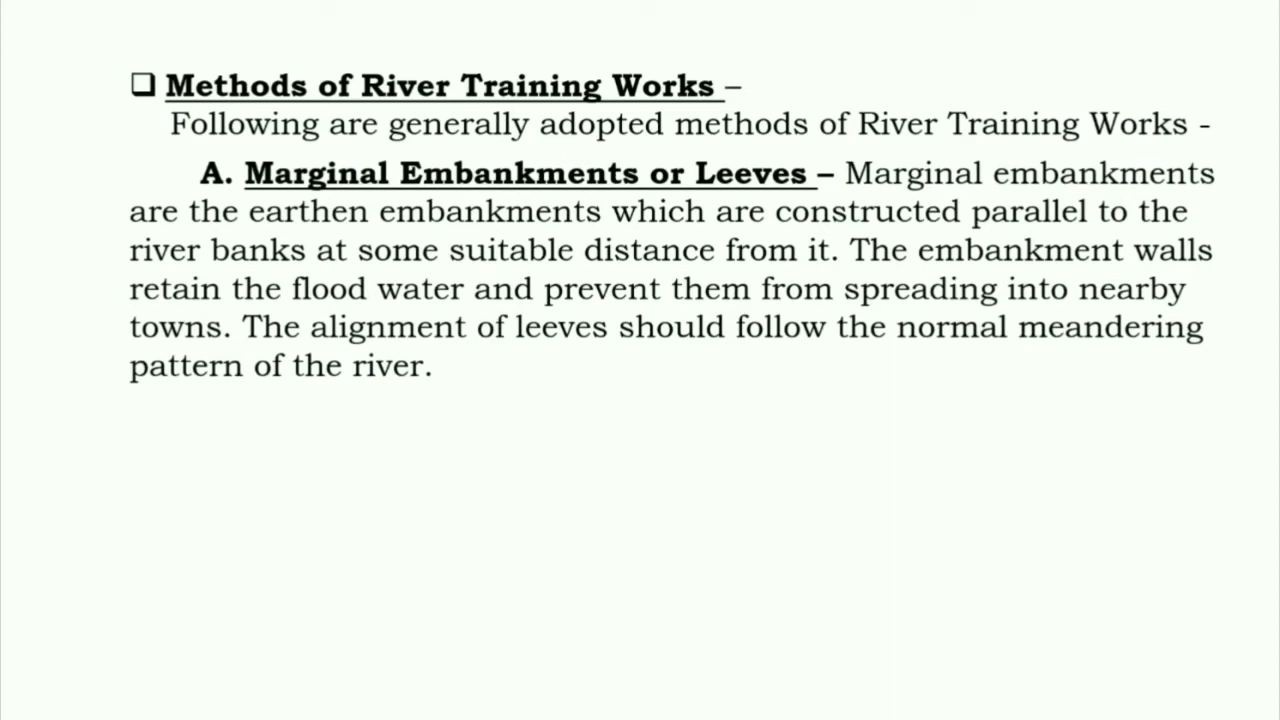 ❑ Methods of River Training Works –
Following are generally adopted methods of River Training Works -
A. Marginal Embankments or Leeves – Marginal embankments
are the earthen embankments which are constructed parallel to the
river banks at some suitable distance from it. The embankment walls
retain the flood water and prevent them from spreading into nearby
towns. The alignment of leeves should follow the normal meandering
pattern of the river.